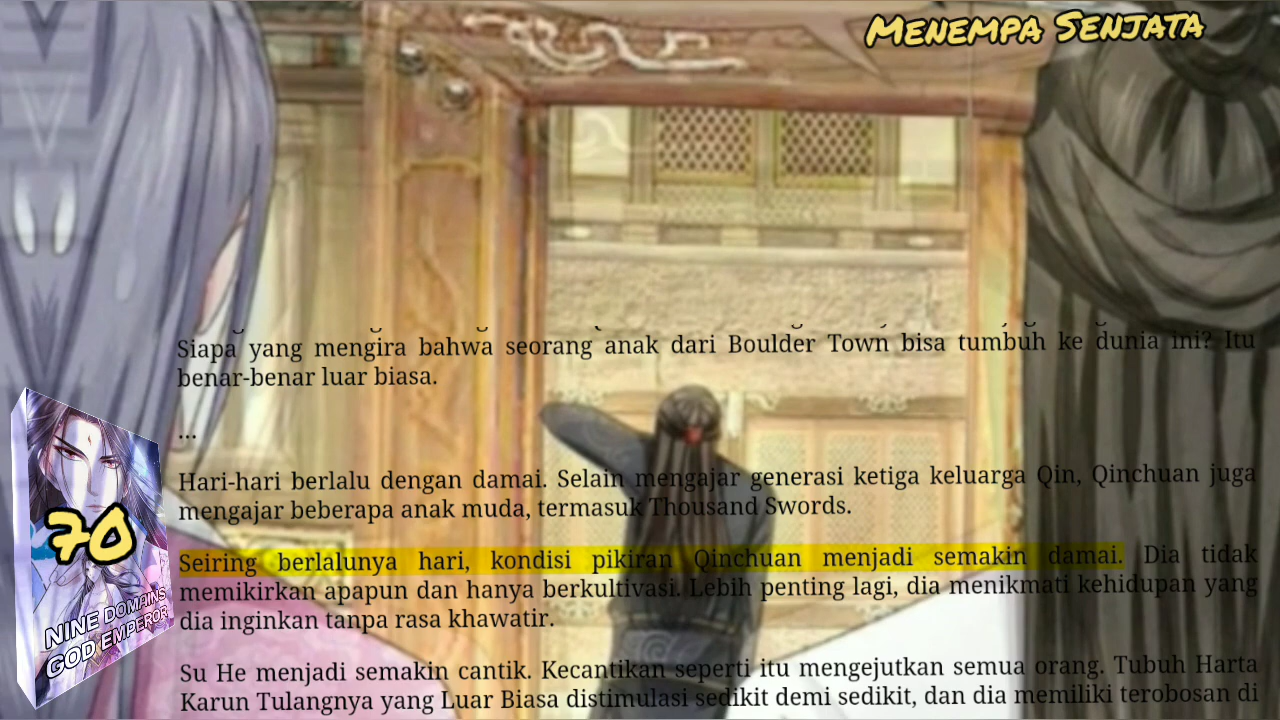 Menempa Senjata
Siapa yang mengira bahwa seorang anak dari Boulder Town bisa tumbuh ke dunia ini? Itu
benar-benar luar biasa.
...
Hari-hari berlalu dengan damai. Selain mengajar generasi ketiga keluarga Qin, Qinchuan juga
mengajar beberapa anak muda, termasuk Thousand Swords.
Seiring berlalunya hari, kondisi pikiran Qinchuan menjadi semakin damai. Dia tidak
memikirkan apapun dan hanya berkultivasi. Lebih penting lagi, dia menikmati kehidupan yang
dia inginkan tanpa rasa khawatir.
Su He menjadi semakin cantik. Kecantikan seperti itu mengejutkan semua orang. Tubuh Harta
Karun Tulangnya yang Luar Biasa distimulasi sedikit demi sedikit, dan dia memiliki terobosan di
70
NINE DOMAINS
GOD EMPEROR